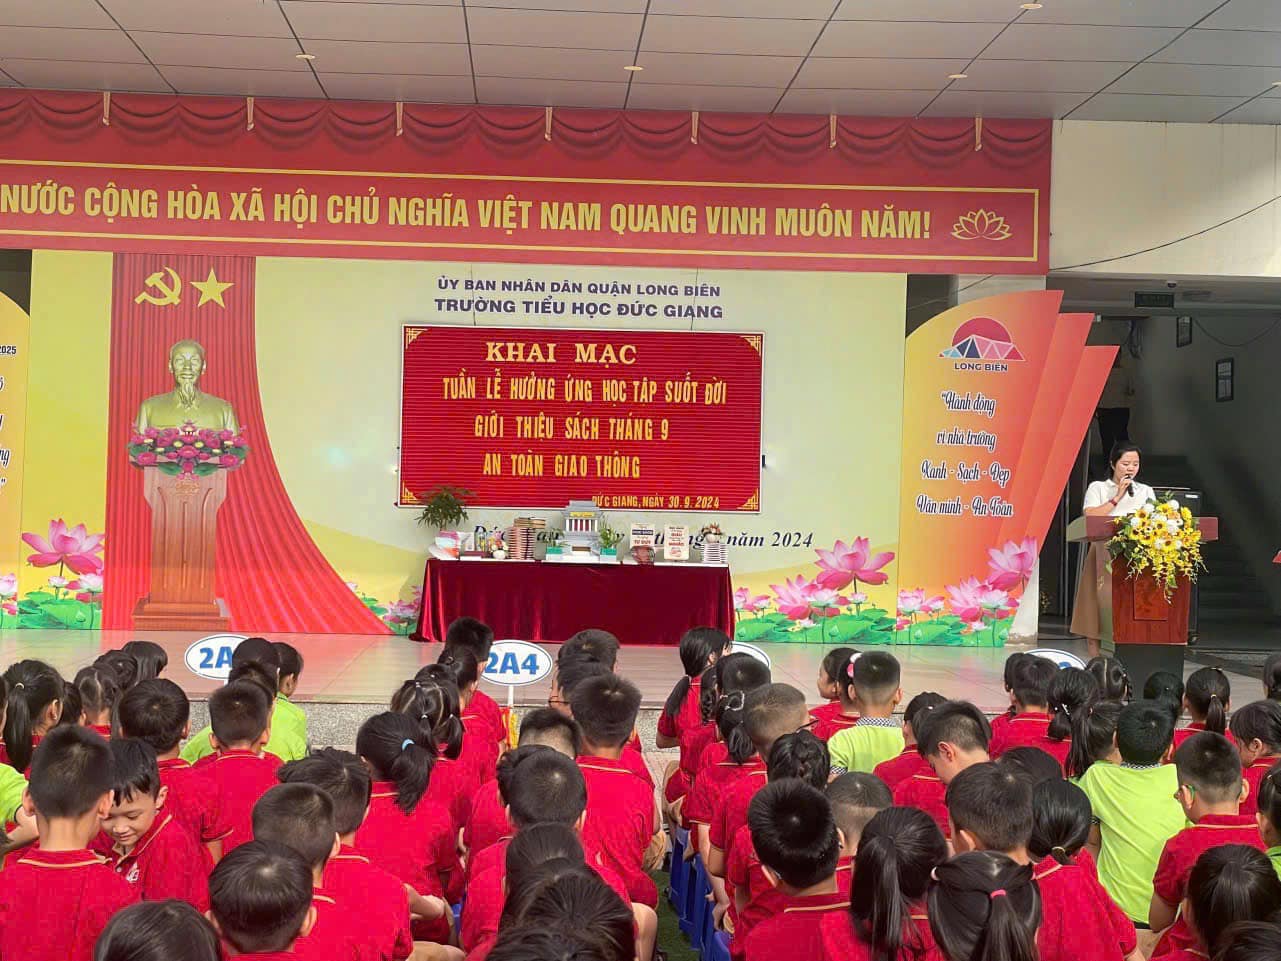 NƯỚC CỘNG HÒA XÃ HỘI CHỦ NGHĨA VIỆT NAM QUANG VINH MUÔN NĂM!
ỦY BAN NHÂN DÂN QUẬN LONG BIÊN
TRƯỜNG TIỂU HỌC ĐỨC GIANG
KHAI MẠC
TUẦN LỄ HƯỞNG ỨNG HỌC TẬP SUỐT ĐỜI
GIỚI THIỆU SÁCH THÁNG 9
AN TOÀN GIAO THÔNG
ĐỨC GIANG, NGÀY 30.9.2024
năm 2024
LONG BIÊN
"Hành động
vì nhà trường
Xanh - Sạch - Đẹp
Văn minh - An Toàn
2025
2A
2A4